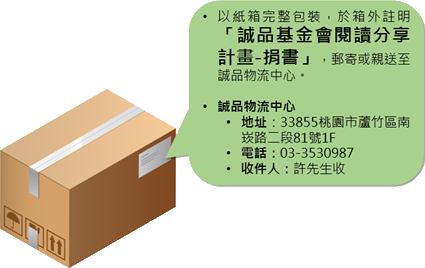 • 以紙箱完整包裝，於箱外註明
「誠品基金會閱讀分享
計畫-捐書」，郵寄或親送至
誠品物流中心。
• 誠品物流中心
• 地址：33855桃園市蘆竹區南
崁路二段81號1F
• 電話：03-3530987
• 收件人：許先生收